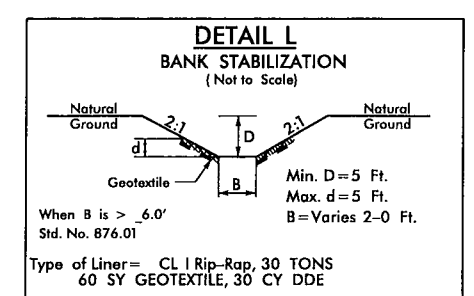 DETAIL L
BANK STABILIZATION
( Not to Scale)
Natural
Ground
2:1
D
2:1
Natural
Ground
d
Geotextile
B
Min. D=5 Ft.
Max. d=5 Ft.
B=Varies 2-0 Ft.
When B is > _6.0'
Std. No. 876.01
Type of Liner= CL I Rip-Rap, 30 TONS
60 SY GEOTEXTILE, 30 CY DDE